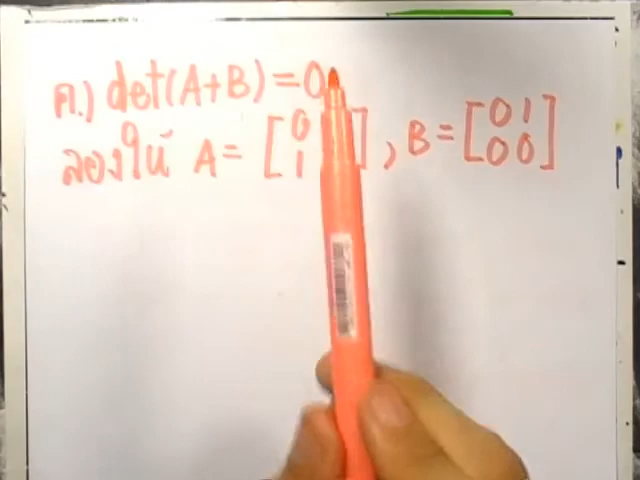 ค.) det(A+B) = 0
ลองให้ A = [0
1 ], B = [0 1
0 0]